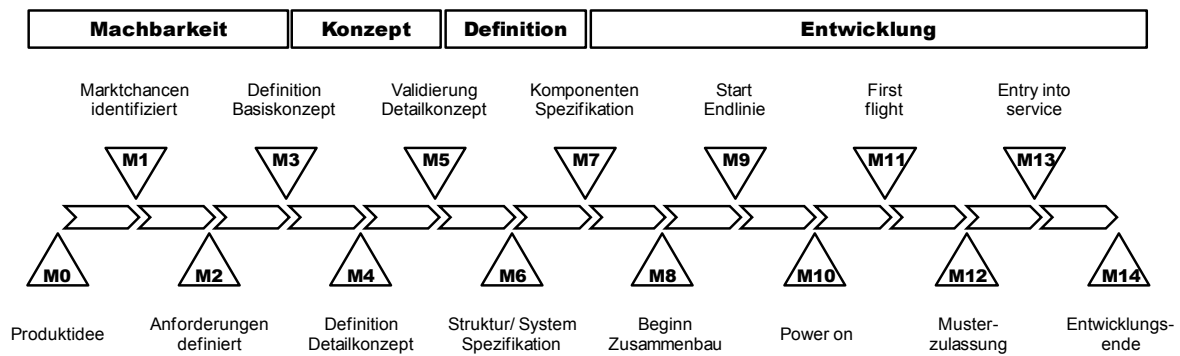 Machbarkeit Konzept Definition Entwicklung
Marktchancen
identifiziert
Definition
Basiskonzept
Validierung
Detailkonzept
Komponenten
Spezifikation
Start
Endlinie
First
flight
Entry into
service
M1 M3 M5 M7 M9 M11 M13
M0 M2 M4 M6 M8 M10 M12 M14
Produktidee
Anforderungen
definiert
Definition
Detailkonzept
Struktur/ System
Spezifikation
Beginn
Zusammenbau
Power on
Muster-
zulassung
Entwicklungs-
ende